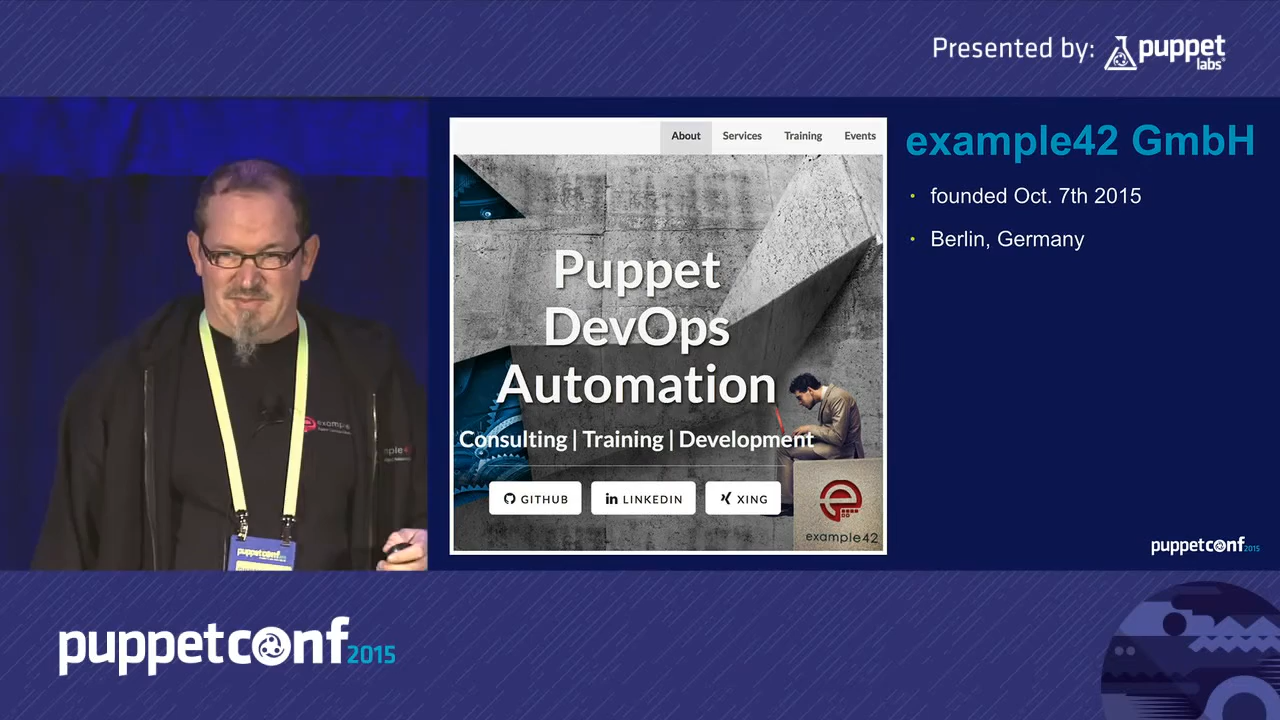 Presented by:
puppet
labs
About Services Training Events
example42 GmbH
• founded Oct. 7th 2015
• Berlin, Germany
Puppet
DevOps
Automation
Consulting | Training | Development
GITHUB LINKEDIN XING
example42
puppetconf 2015
puppetconf 2015
puppetconf